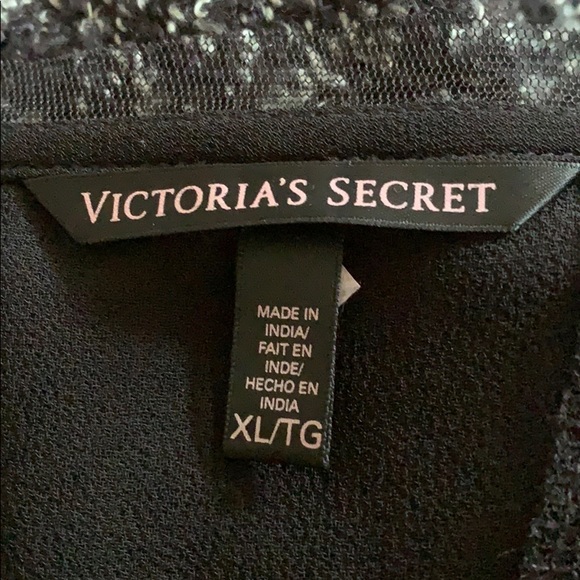 VICTORIA'S SECRET
MADE IN
INDIA/
FAIT EN
INDE/
HECHO EN
INDIA
XL/TG